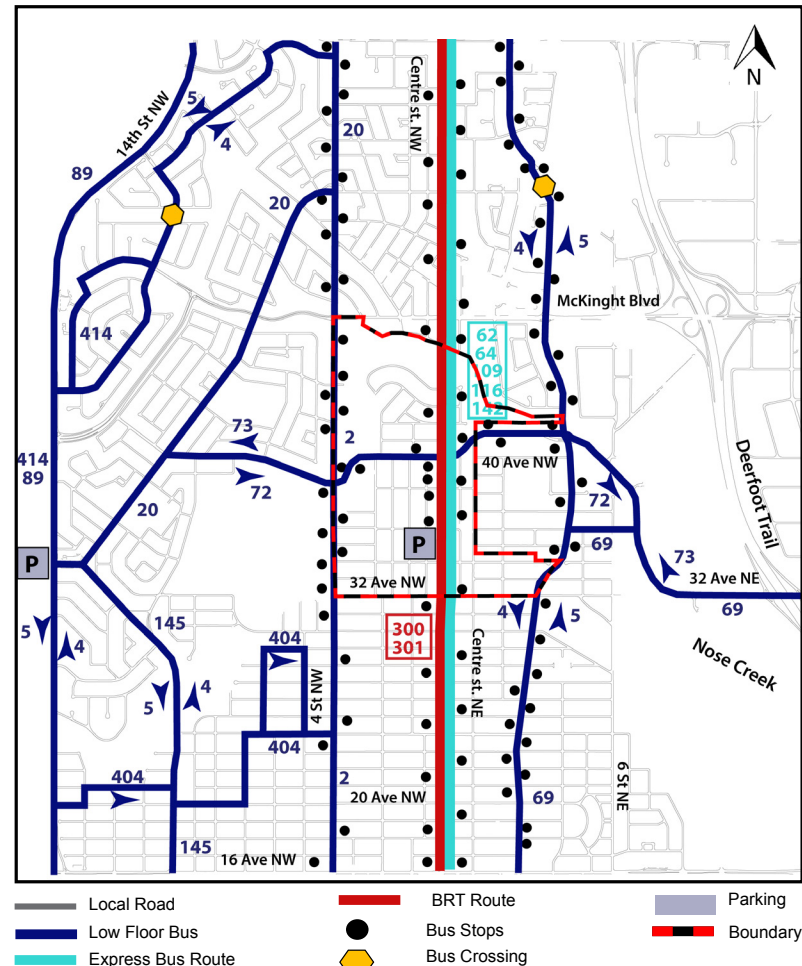 N
14th St NW
5
4
89
20
20
Centre st. NW
4
5
McKinght Blvd
414
62
64
09
116
142
73
2
414
89
72
40 Ave NW
20
72
Deerfoot Trail
69
P
P
73
32 Ave NW
32 Ave NE
69
5
4
145
4
5
300
301
Nose Creek
404
5
4
4 St NW
Centre st. NE
404
404
2
20 Ave NW
69
6 St NE
145
16 Ave NW
Local Road
BRT Route
Parking
Low Floor Bus
Bus Stops
Boundary
Express Bus Route
Bus Crossing